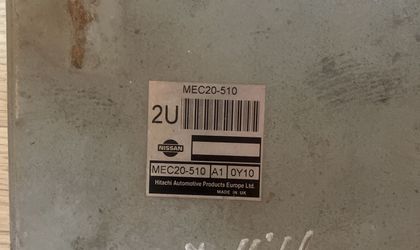 MEC20-510
2U
NISSAN
MEC20-510 A1 0Y10
Hitachi Automotive Products Europe Ltd.
MADE IN UK